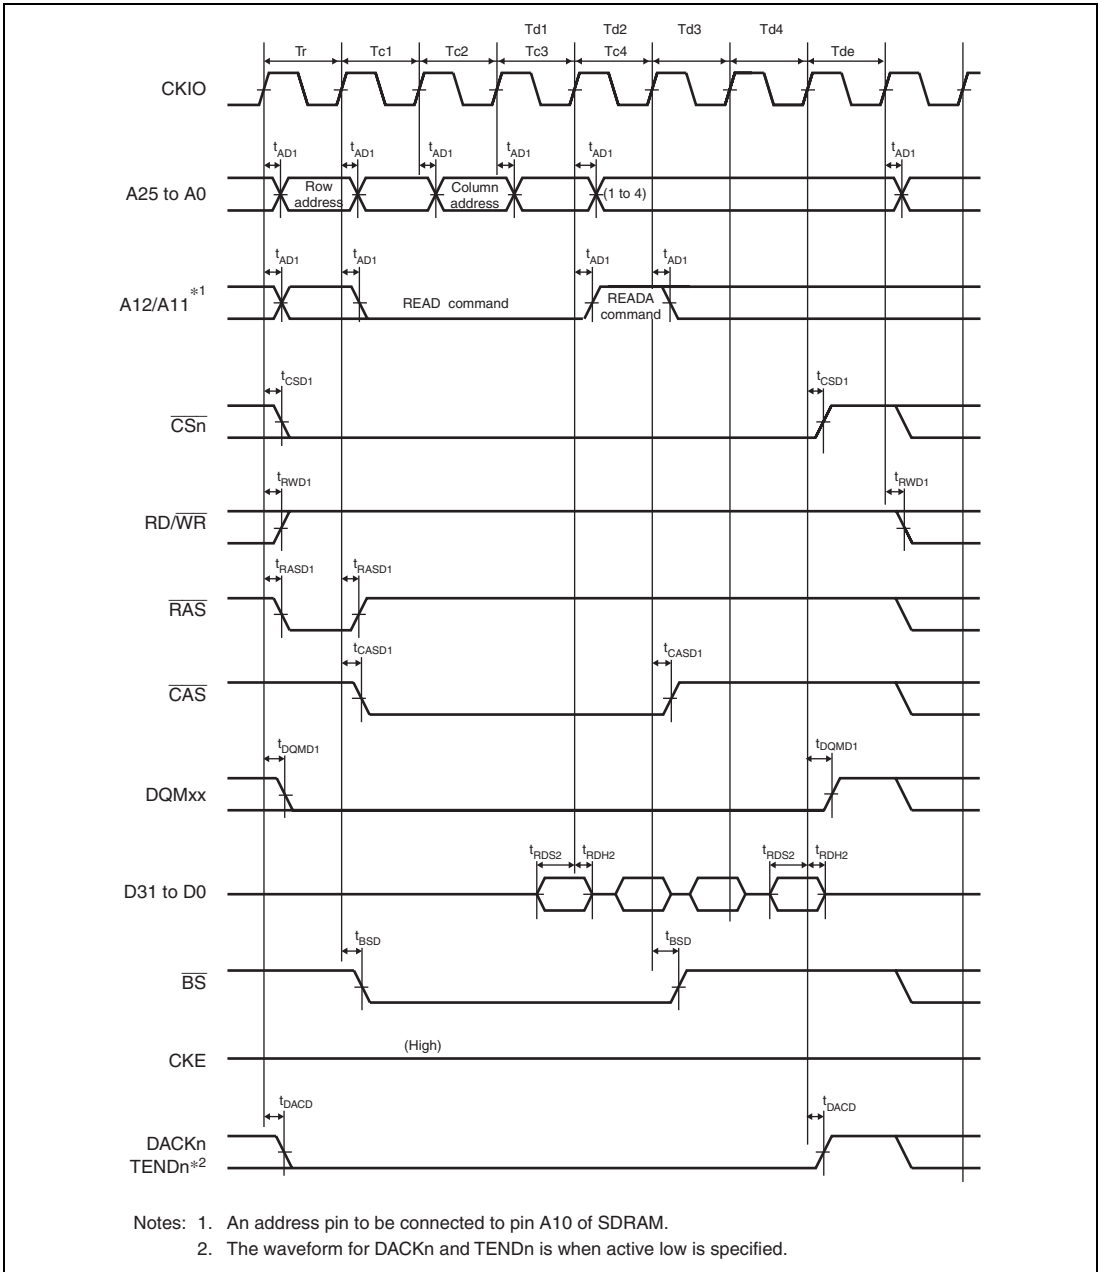 Td1 Td2 Td3 Td4
Tr Tc1 Tc2 Tc3 Tc4 Tde
CKIO
tAD1 tAD1 tAD1 tAD1 tAD1 tAD1
A25 to A0
Row address
Column address
(1 to 4)
tAD1 tAD1 tAD1 tAD1
A12/A11*1
READ command
READA command
tCSD1 tCSD1
CSn
tRWD1 tRWD1
RD/WR
tRASD1 tRASD1
RAS
tCASD1 tCASD1
CAS
tDQMD1 tDQMD1
DQMxx
tRDS2 tRDH2 tRDS2 tRDH2
D31 to D0
tBSD tBSD
BS
(High)
CKE
tDACD tDACD
DACKn
TENDn*2
Notes: 1. An address pin to be connected to pin A10 of SDRAM.
2. The waveform for DACKn and TENDn is when active low is specified.